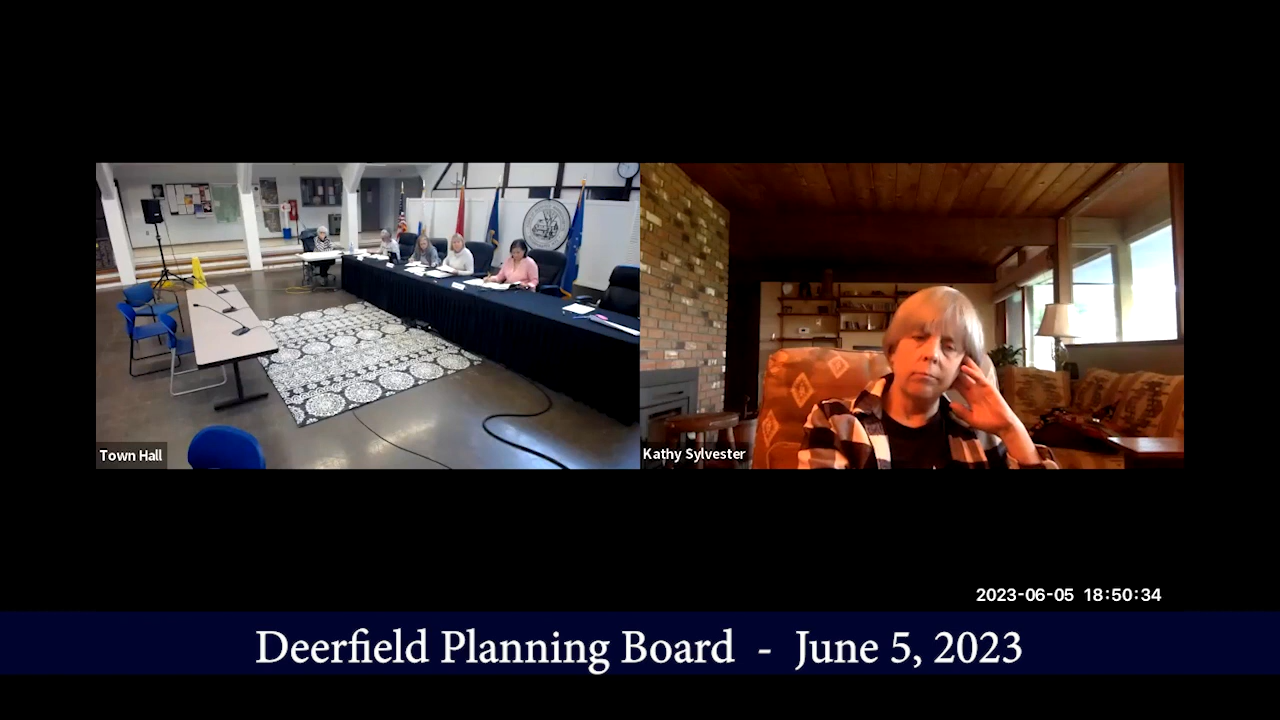 Town Hall
Kathy Sylvester
2023-06-05 18:50:34
Deerfield Planning Board - June 5, 2023